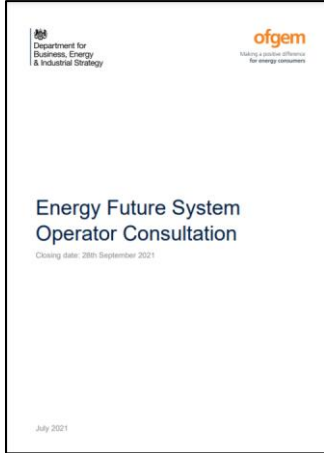 Department for
Business, Energy
& Industrial Strategy
ofgem
Making a positive difference
for energy consumers
Energy Future System
Operator Consultation
Closing date: 28th September 2021
July 2021